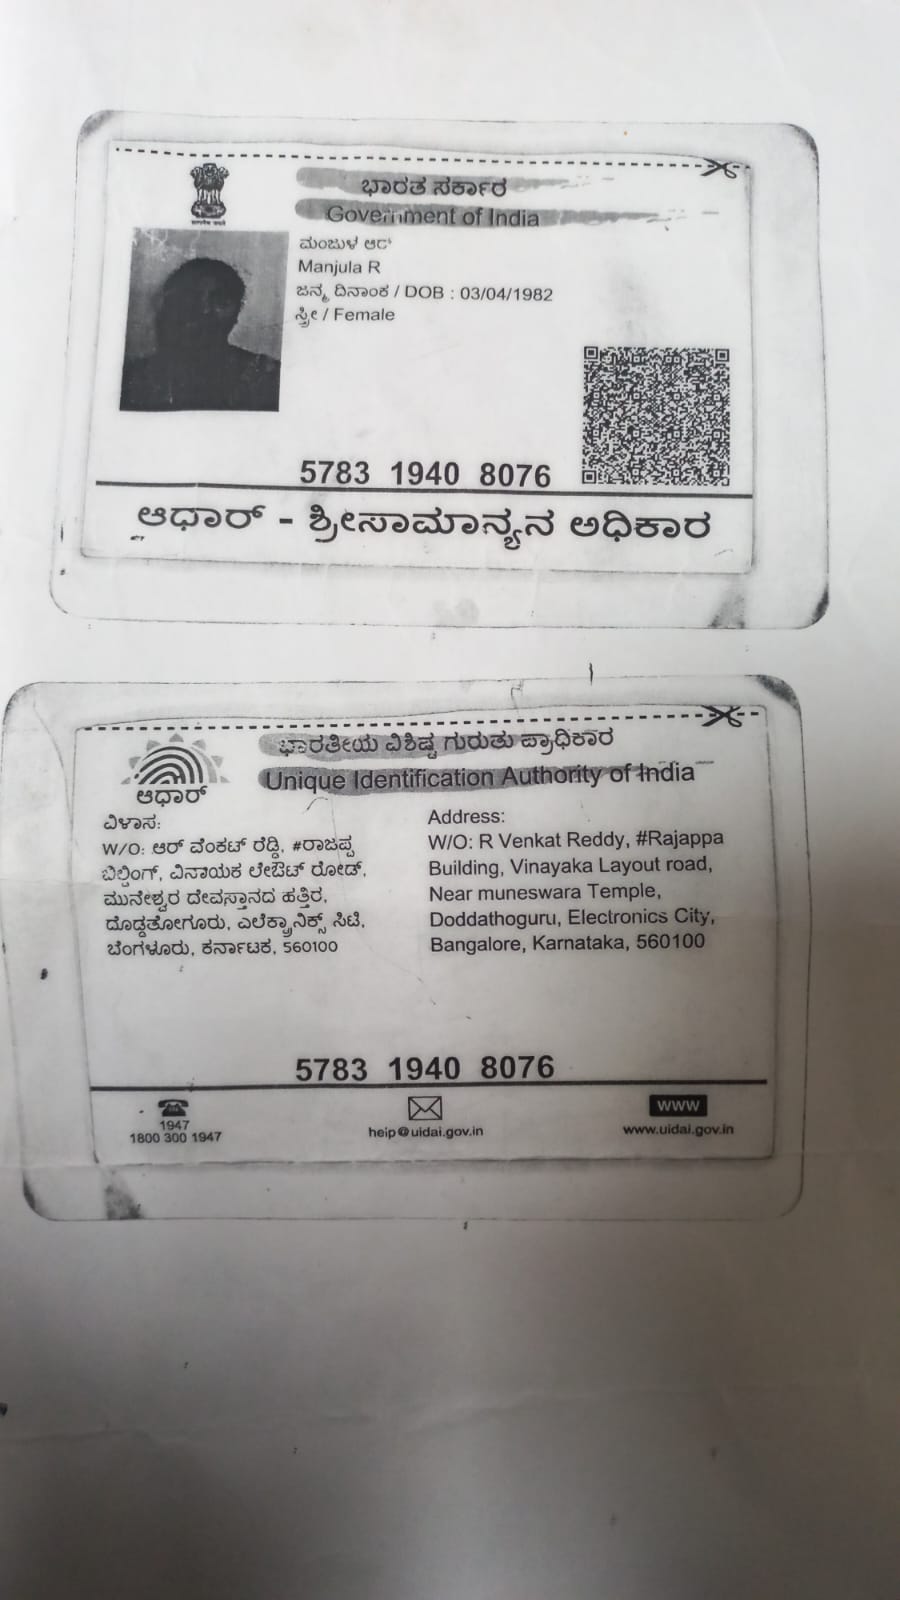 ಭಾರತ ಸರ್ಕಾರ
Government of India
ಮಂಜುಳ ಆರ್
Manjula R
ಜನ್ಮ ದಿನಾಂಕ / DOB : 03/04/1982
ಸ್ತ್ರೀ / Female
5783 1940 8076
ಆಧಾರ್ - ಶ್ರೀಸಾಮಾನ್ಯನ ಅಧಿಕಾರ
ಭಾರತೀಯ ವಿಶಿಷ್ಟ ಗುರುತು ಪ್ರಾಧಿಕಾರ
Unique Identification Authority of India
ಆಧಾರ್
ವಿಳಾಸ:
W/O: ಆರ್ ವೆಂಕಟ್ ರೆಡ್ಡಿ, #ರಾಜಪ್ಪ
ಬಿಲ್ಡಿಂಗ್, ವಿನಾಯಕ ಲೇಔಟ್ ರೋಡ್,
ಮುನೇಶ್ವರ ದೇವಸ್ತಾನದ ಹತ್ತಿರ,
ದೊಡ್ಡತೋಗೂರು, ಎಲೆಕ್ಟ್ರಾನಿಕ್ಸ್ ಸಿಟಿ,
ಬೆಂಗಳೂರು, ಕರ್ನಾಟಕ, 560100
Address:
W/O: R Venkat Reddy, #Rajappa
Building, Vinayaka Layout road,
Near muneswara Temple,
Doddathoguru, Electronics City,
Bangalore, Karnataka, 560100
5783 1940 8076
1947
1800 300 1947
help@uidai.gov.in
WWW
www.uidai.gov.in